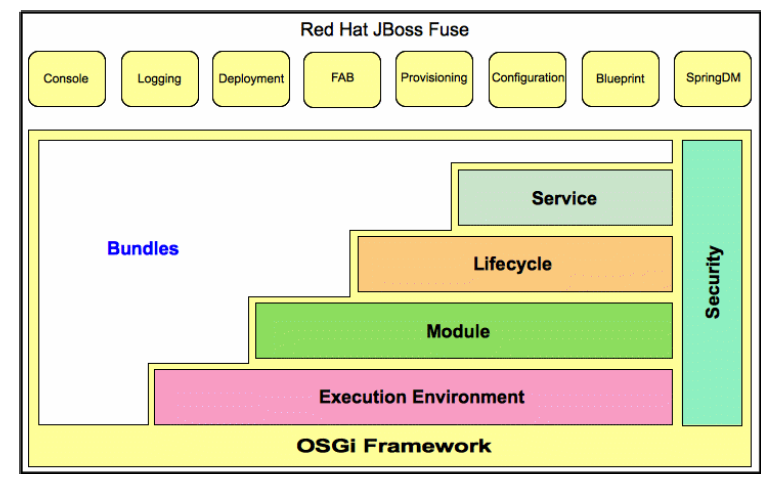 Red Hat JBoss Fuse
Console
Logging
Deployment
FAB
Provisioning
Configuration
Blueprint
SpringDM
Service
Bundles
Lifecycle
Security
Module
Execution Environment
OSGi Framework